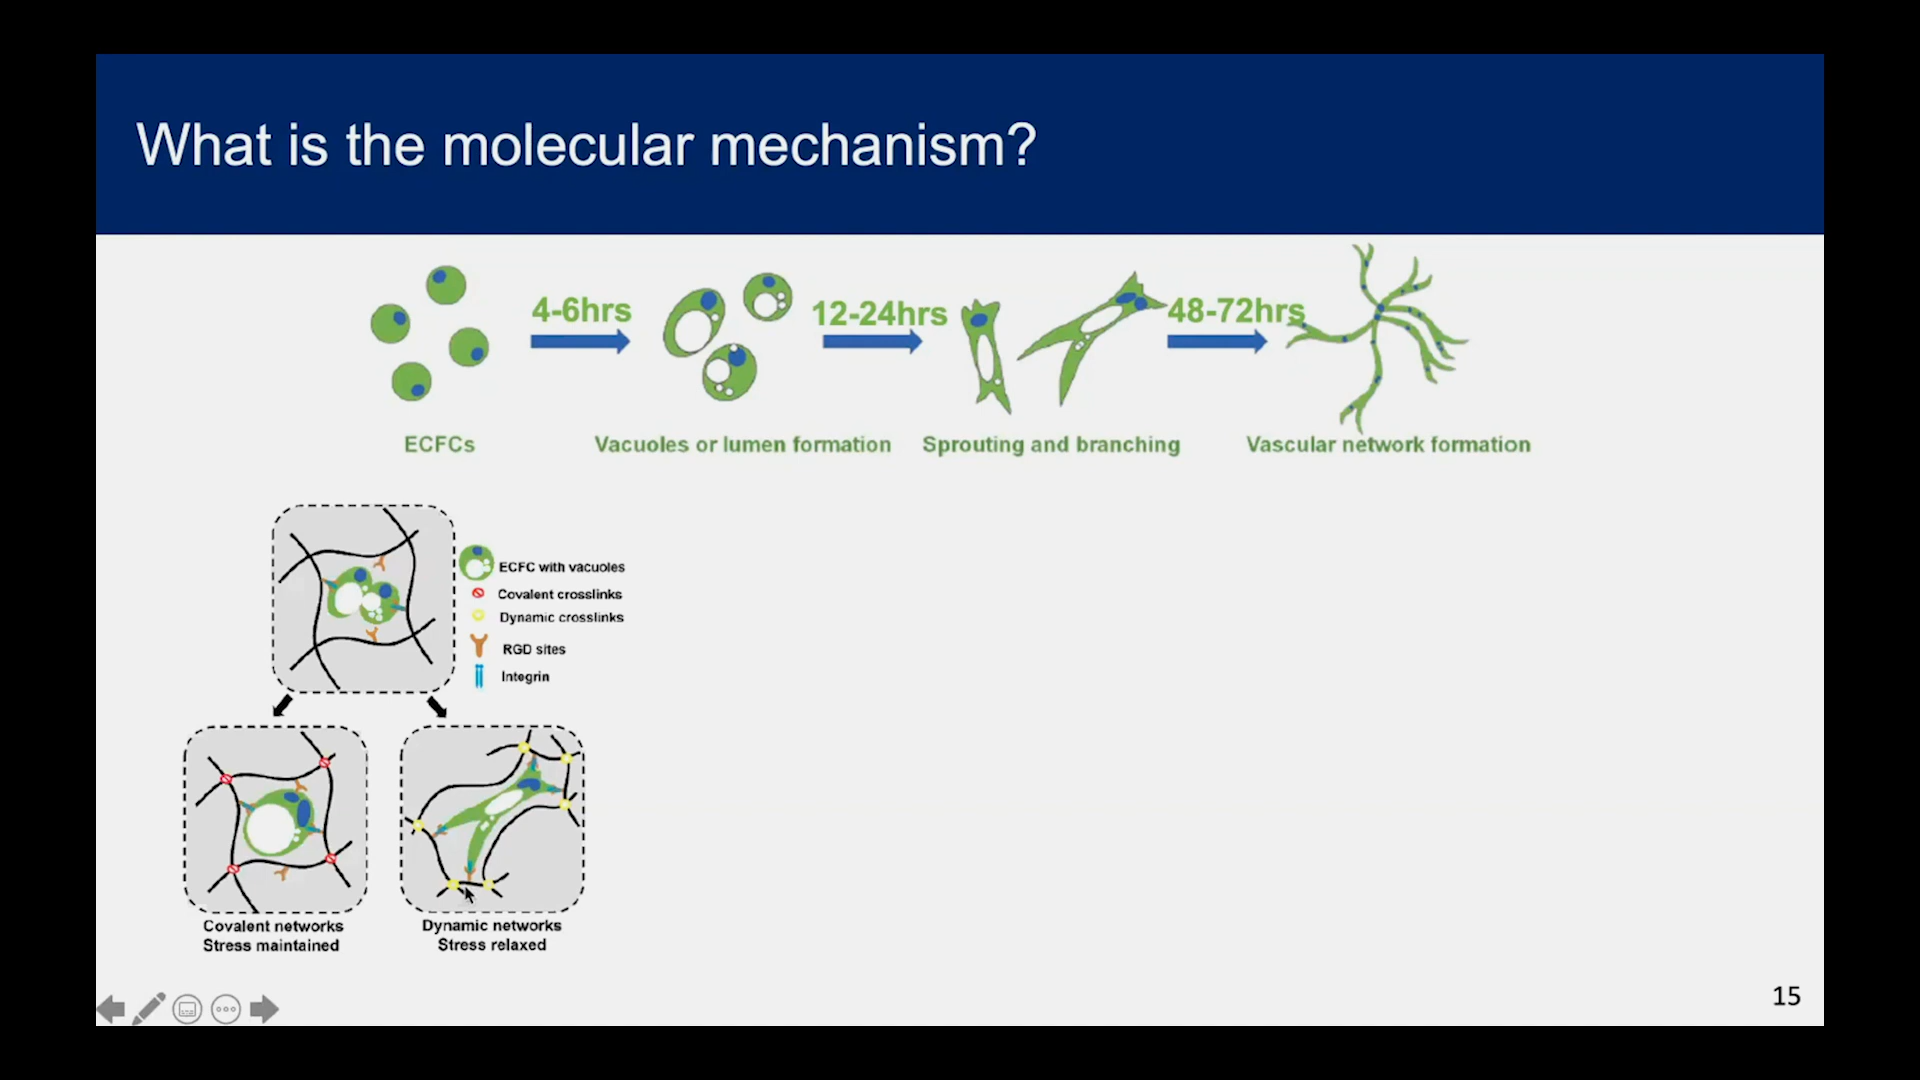 What is the molecular mechanism?
4-6hrs
12-24hrs
48-72hrs
ECFCs
Vacuoles or lumen formation
Sprouting and branching
Vascular network formation
ECFC with vacuoles
Covalent crosslinks
Dynamic crosslinks
RGD sites
Integrin
Covalent networks
Stress maintained
Dynamic networks
Stress relaxed
15